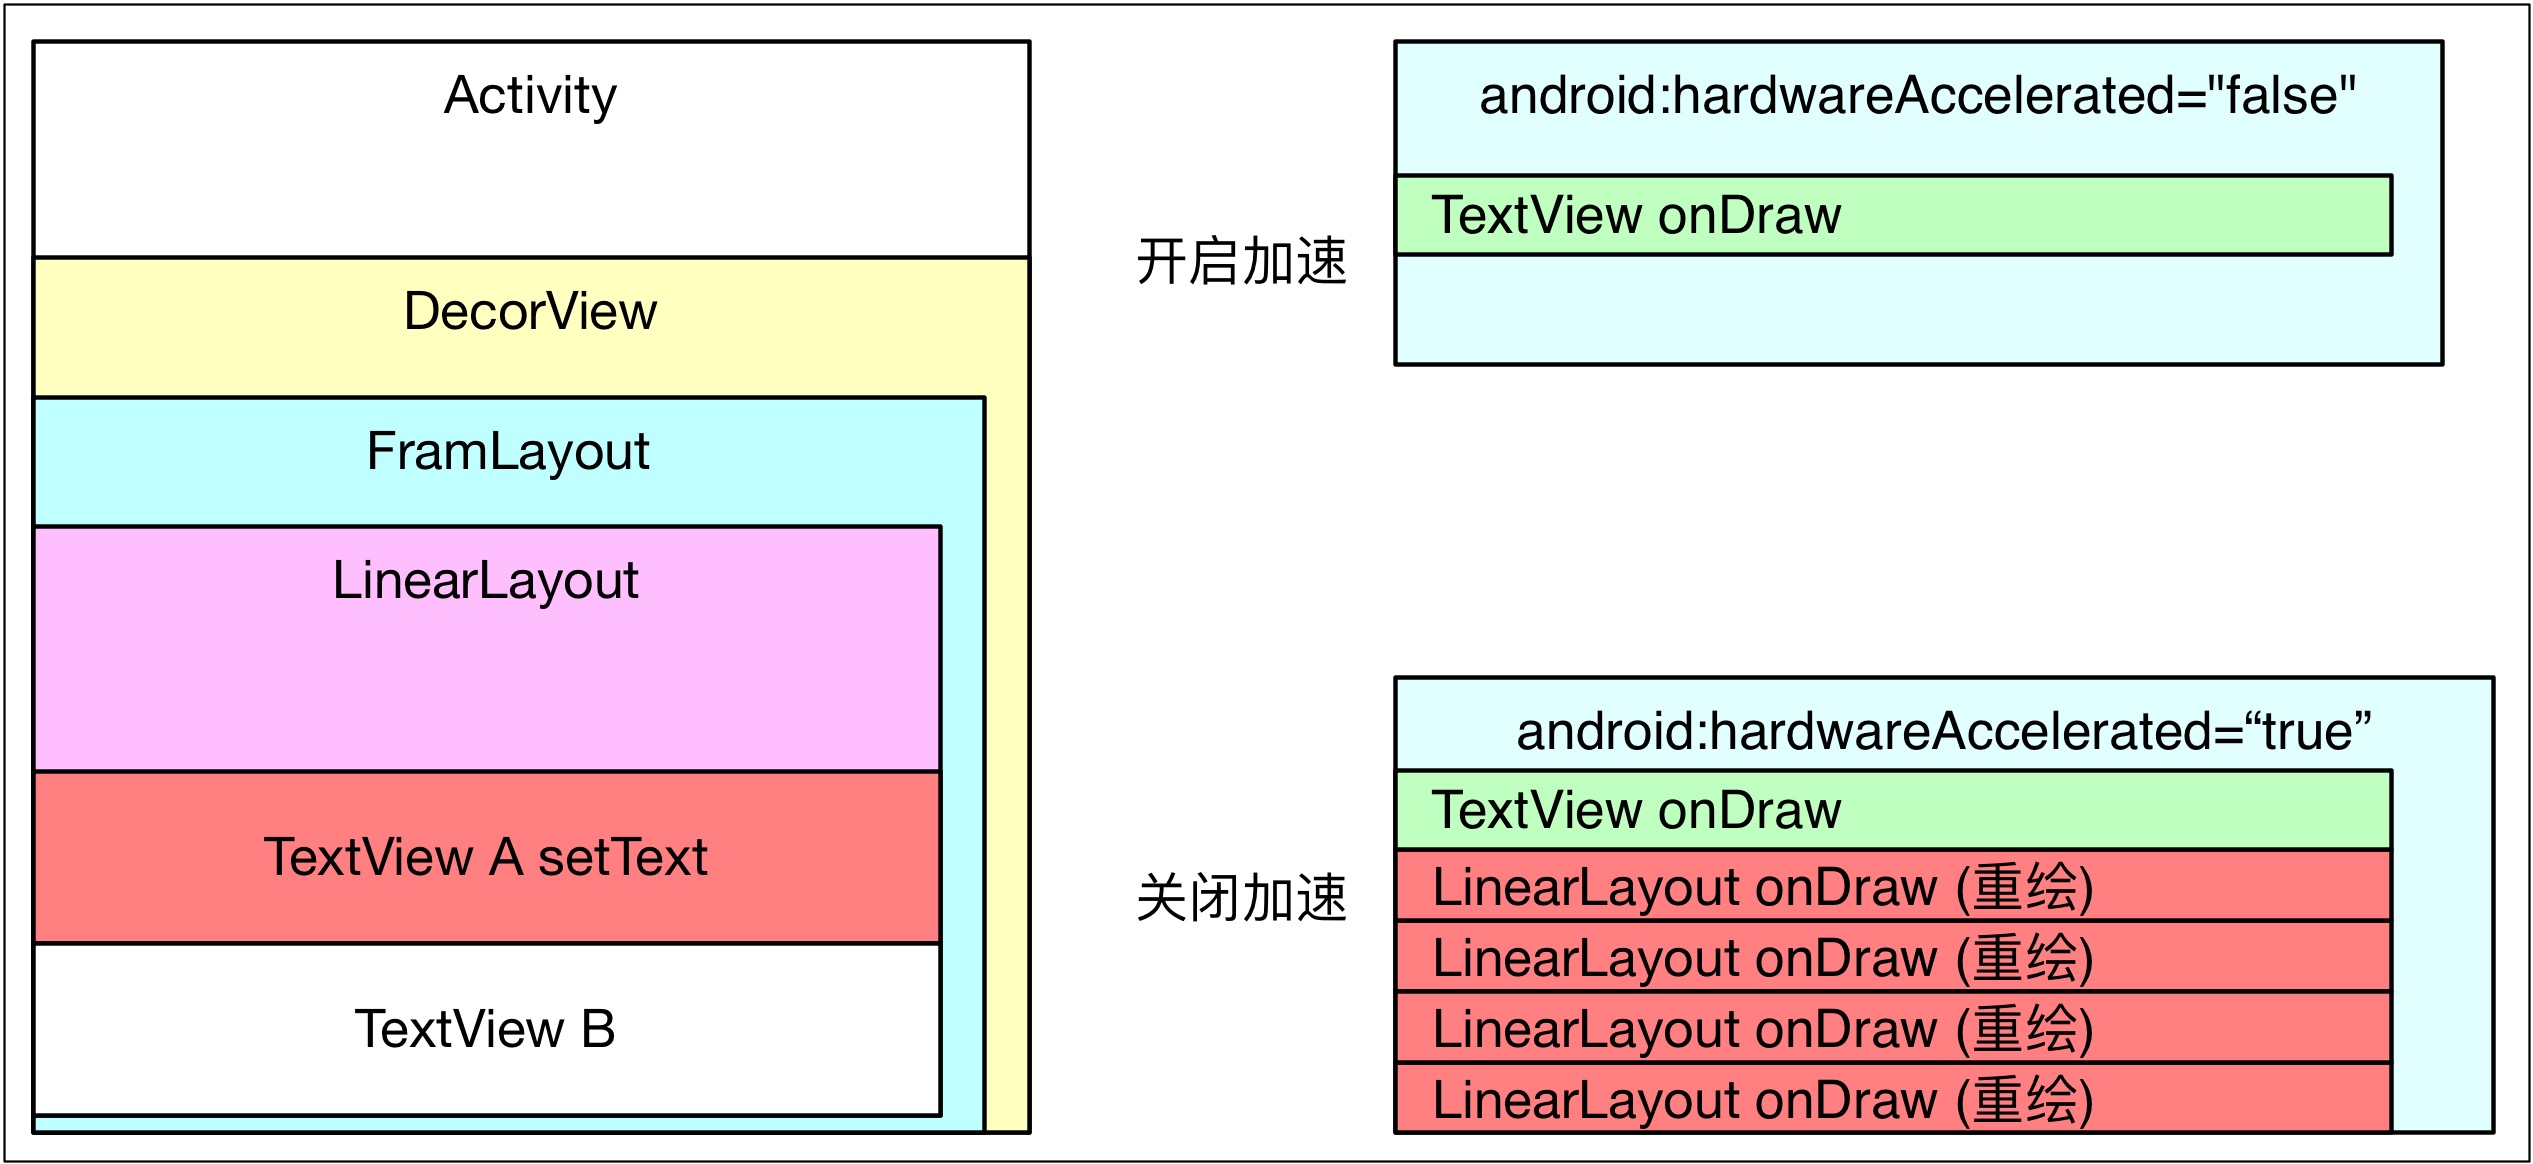 Activity
DecorView
FramLayout
LinearLayout
TextView A setText
TextView B
开启加速
android:hardwareAccelerated="false"
TextView onDraw
关闭加速
android:hardwareAccelerated=“true”
TextView onDraw
LinearLayout onDraw (重绘)
LinearLayout onDraw (重绘)
LinearLayout onDraw (重绘)
LinearLayout onDraw (重绘)